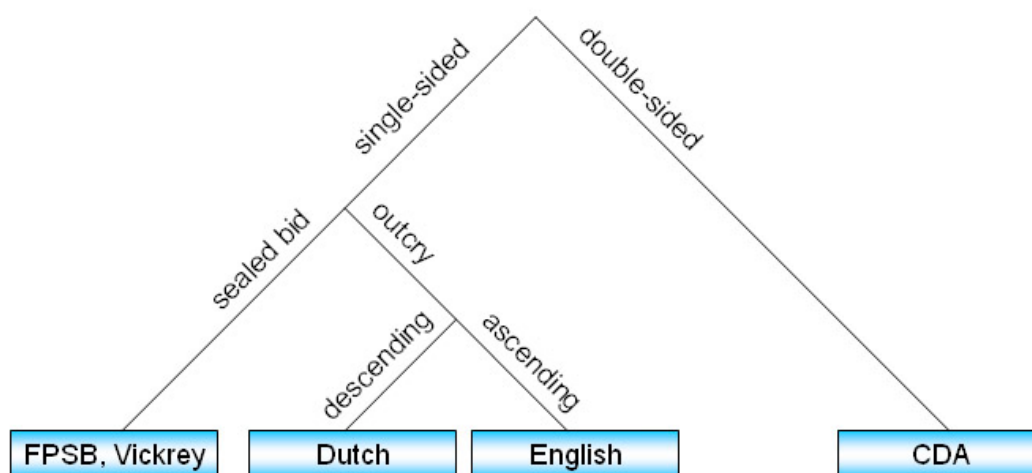 single-sided
double-sided
sealed bid
outcry
descending
ascending
FPSB, Vickrey
Dutch
English
CDA